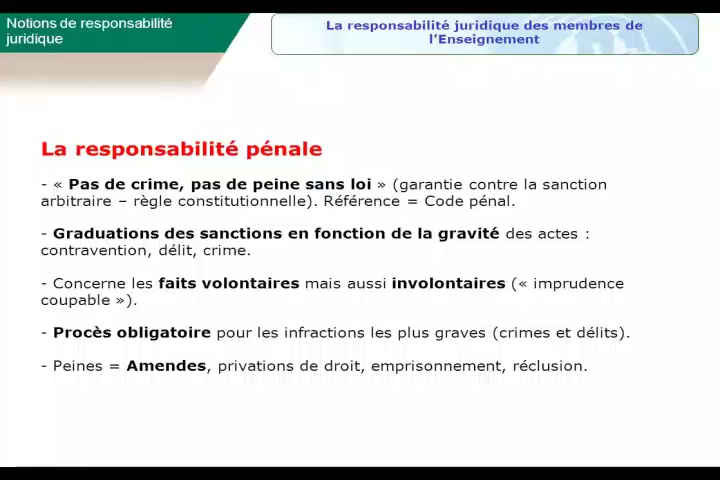 Notions de responsabilité
juridique
La responsabilité juridique des membres de
l'Enseignement
La responsabilité pénale
- « Pas de crime, pas de peine sans loi » (garantie contre la sanction
arbitraire – règle constitutionnelle). Référence = Code pénal.
- Graduations des sanctions en fonction de la gravité des actes :
contravention, délit, crime.
- Concerne les faits volontaires mais aussi involontaires (« imprudence
coupable »).
- Procès obligatoire pour les infractions les plus graves (crimes et délits).
- Peines = Amendes, privations de droit, emprisonnement, réclusion.